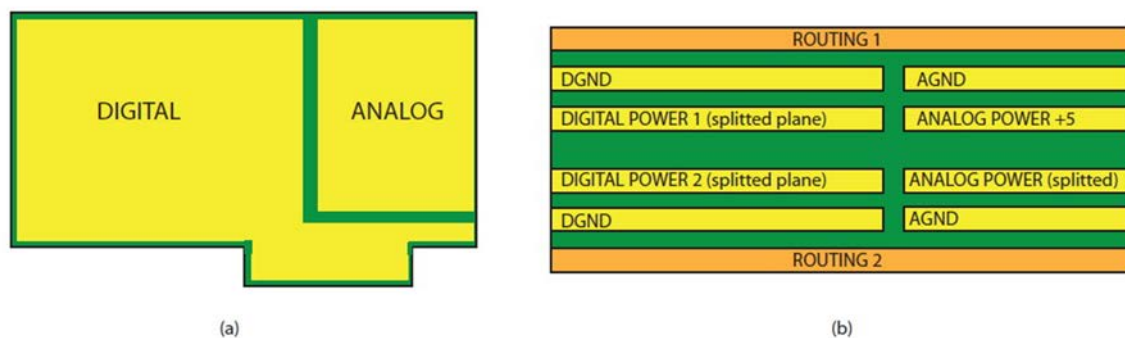 DIGITAL
ANALOG
(a)
ROUTING 1
DGND
AGND
DIGITAL POWER 1 (splitted plane)
ANALOG POWER +5
DIGITAL POWER 2 (splitted plane)
ANALOG POWER (splitted)
DGND
AGND
ROUTING 2
(b)